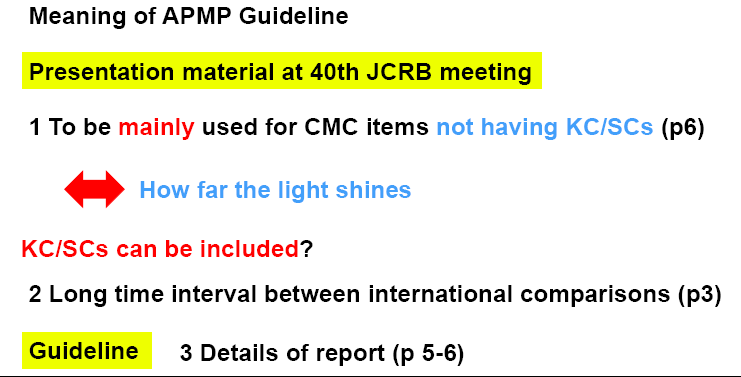 Meaning of APMP Guideline
Presentation material at 40th JCRB meeting
1 To be mainly used for CMC items not having KC/SCs (p6)
How far the light shines
KC/SCs can be included?
2 Long time interval between international comparisons (p3)
Guideline 3 Details of report (p 5-6)